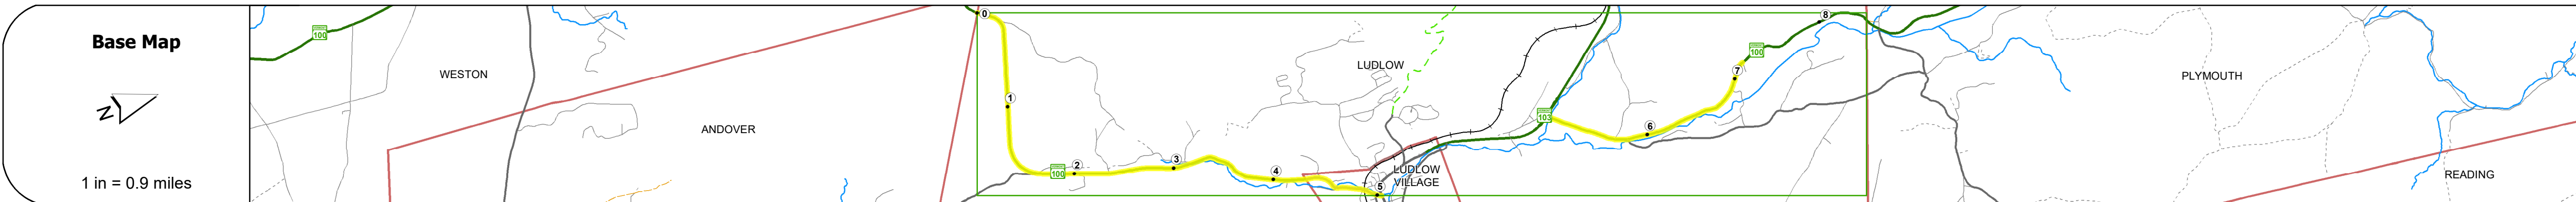 Base Map
N
1 in = 0.9 miles
100
WESTON
ANDOVER
0
1
100
2
3
4
5
LUDLOW
LUDLOW
VILLAGE
103
6
7
100
8
PLYMOUTH
READING